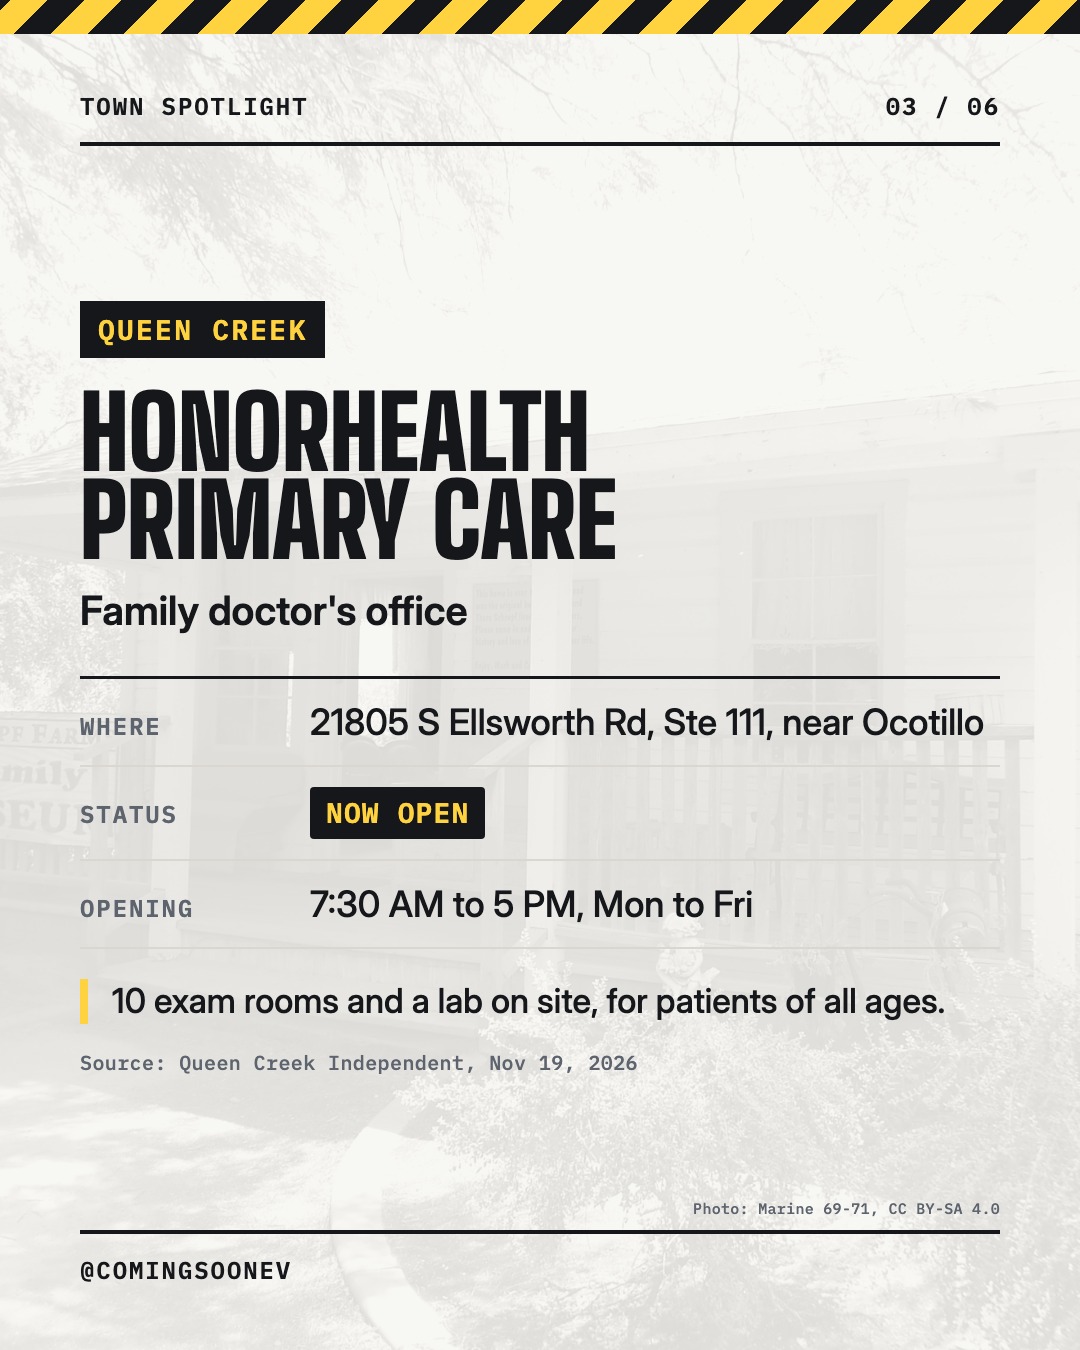 TOWN SPOTLIGHT
03 / 06
QUEEN CREEK
HONORHEALTH
PRIMARY CARE
Family doctor's office
WHERE
21805 S Ellsworth Rd, Ste 111, near Ocotillo
STATUS
NOW OPEN
OPENING
7:30 AM to 5 PM, Mon to Fri
10 exam rooms and a lab on site, for patients of all ages.
Source: Queen Creek Independent, Nov 19, 2026
Photo: Marine 69-71, CC BY-SA 4.0
@COMINGSOONEV